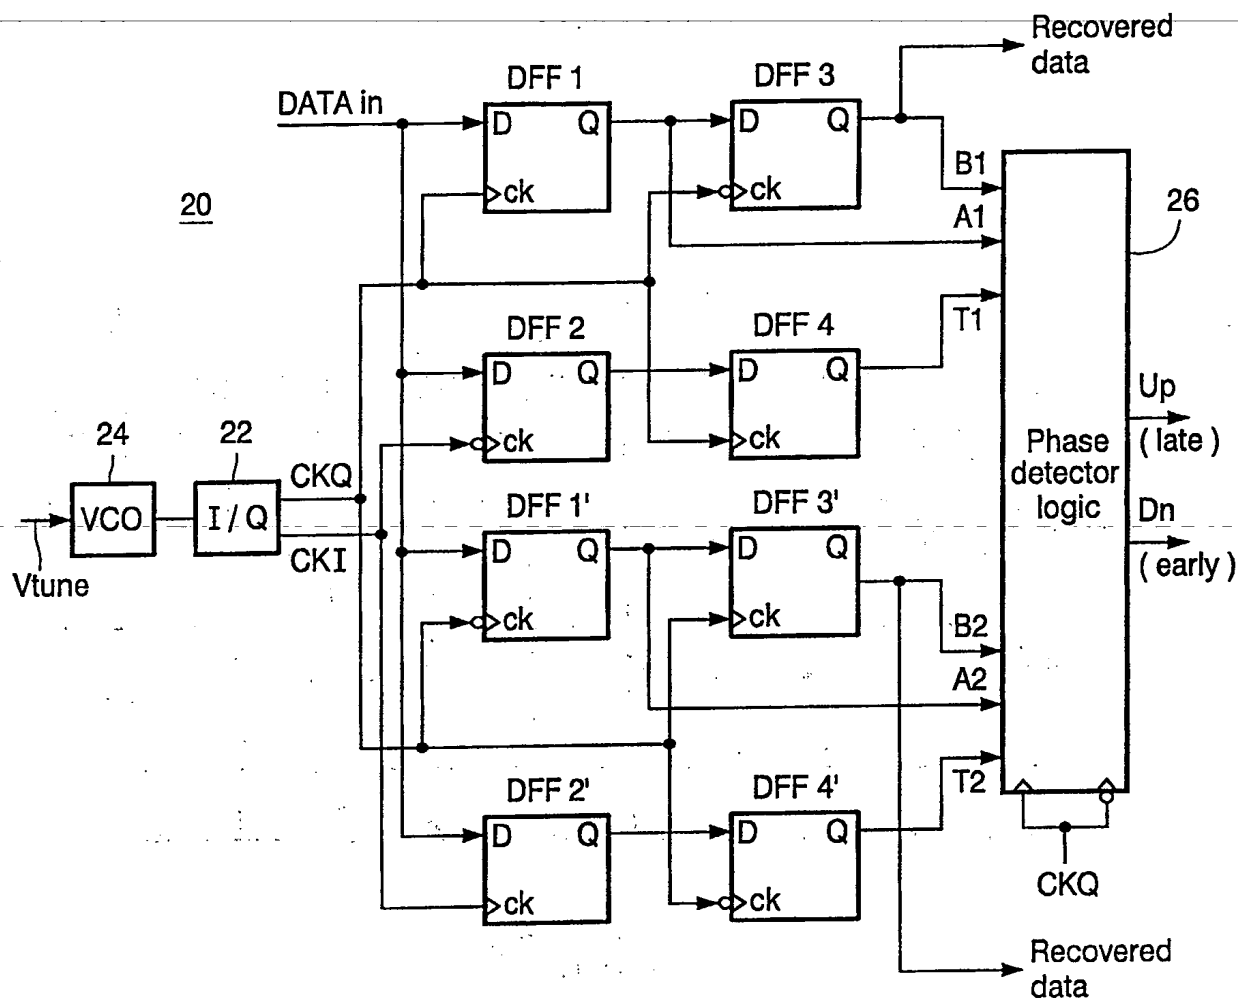 Recovered
data
DFF 1
DFF 3
DATA in
D
Q
ck
D
Q
ck
B1
A1
T1
20
26
DFF 2
DFF 4
D
Q
ck
D
Q
ck
Up
( late )
Phase
detector
logic
Dn
( early )
24
22
VCO
I / Q
CKQ
CKI
Vtune
DFF 1'
DFF 3'
D
Q
ck
D
Q
ck
B2
A2
T2
DFF 2'
DFF 4'
D
Q
ck
D
Q
ck
CKQ
Recovered
data